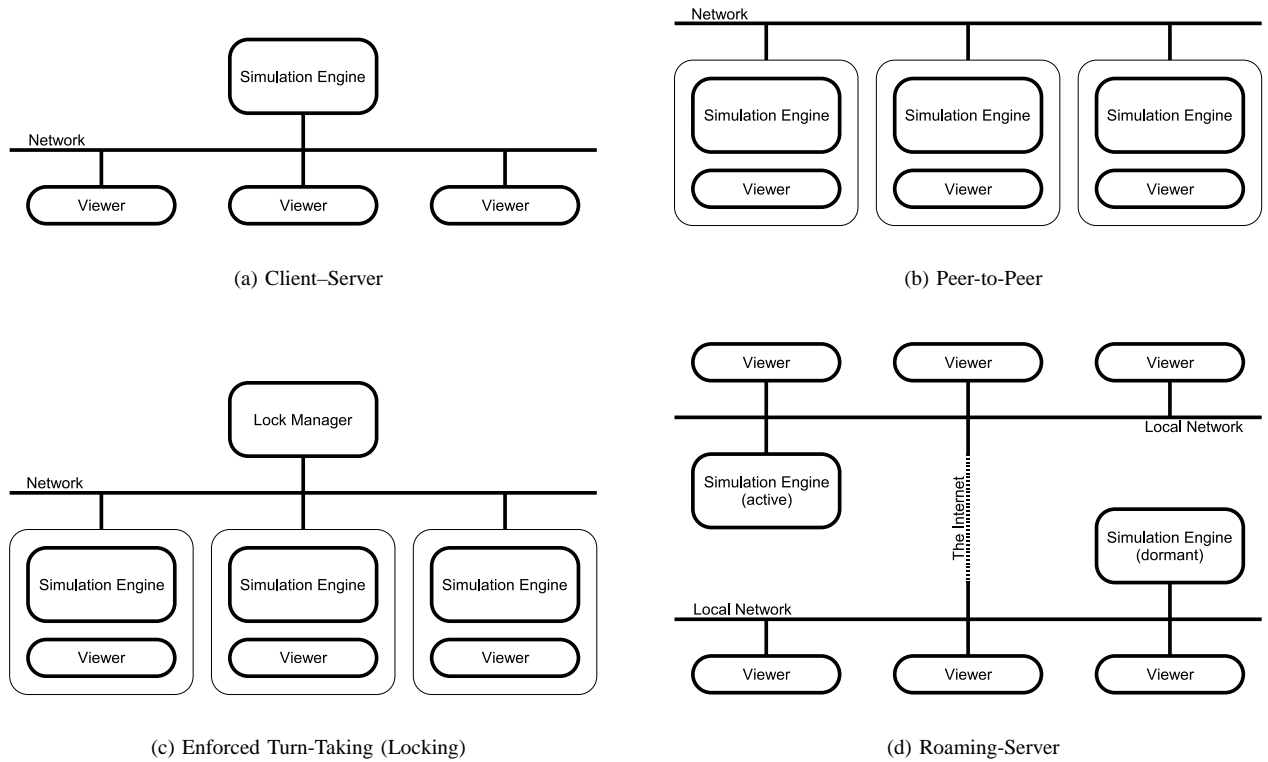 Simulation Engine
Network
Viewer
Viewer
Viewer
(a) Client–Server
Network
Simulation Engine
Simulation Engine
Simulation Engine
Viewer
Viewer
Viewer
(b) Peer-to-Peer
Lock Manager
Network
Simulation Engine
Simulation Engine
Simulation Engine
Viewer
Viewer
Viewer
(c) Enforced Turn-Taking (Locking)
Viewer
Viewer
Viewer
Local Network
Simulation Engine
(active)
The Internet
Simulation Engine
(dormant)
Local Network
Viewer
Viewer
Viewer
(d) Roaming-Server